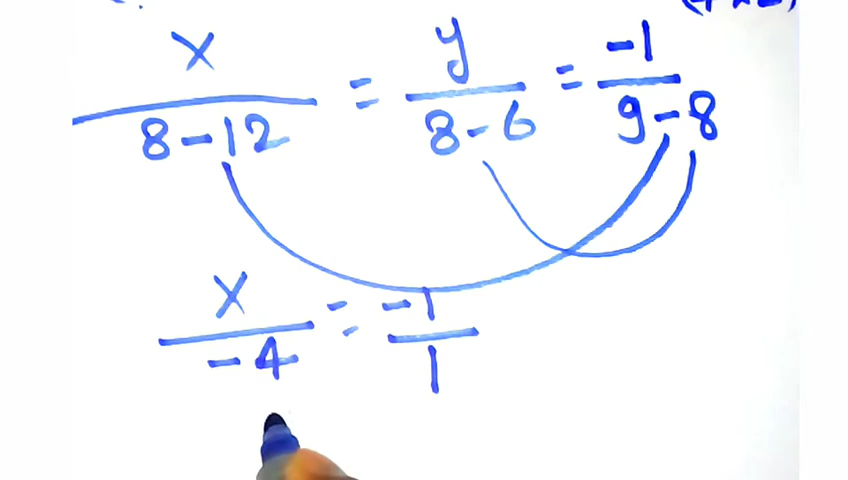 x/(8-12) = y/(8-6) = -1/(9-8)
x/-4 = -1/1